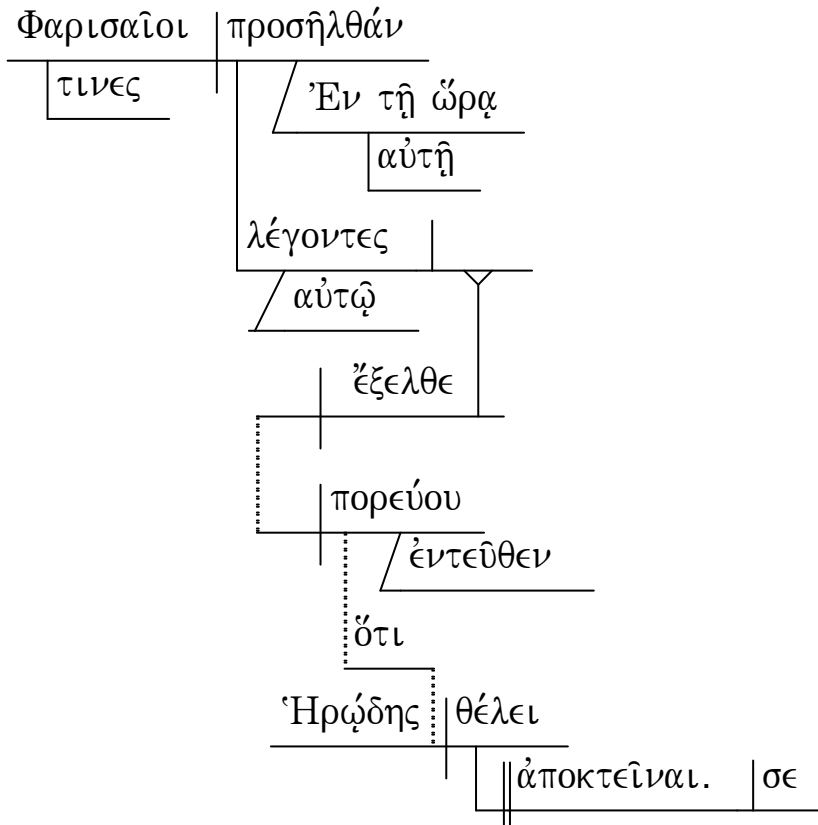 Φαρισαῖοι προσῆλθάν
τινες Ἐν τῇ ὥρᾳ
αὐτῇ
λέγοντες
αὐτῷ
ἔξελθε
πορεύου
ἐντεῦθεν
ὅτι
Ἡρῴδης θέλει
ἀποκτεῖναι. σε